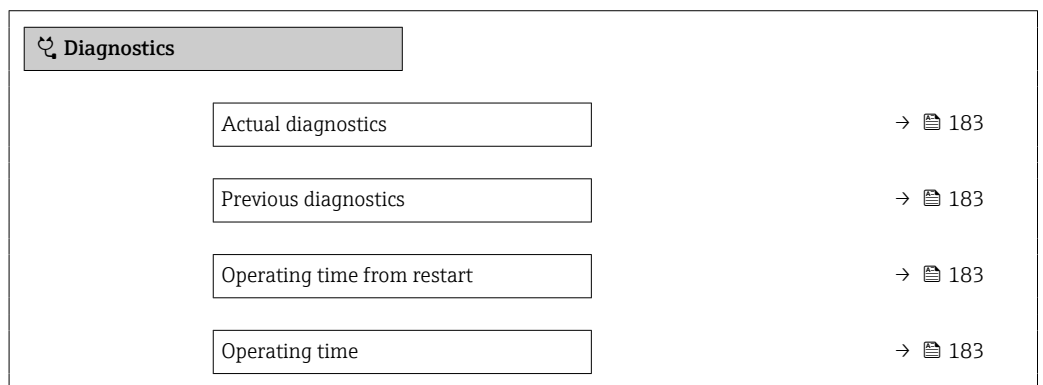 Diagnostics
Actual diagnostics → 183
Previous diagnostics → 183
Operating time from restart → 183
Operating time → 183